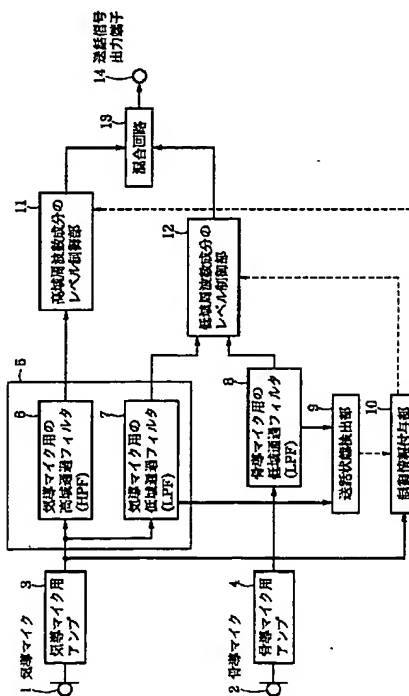 1 気導マイク
3
気導マイク用
アンプ
2 骨導マイク
4
骨導マイク用
アンプ
5
6
気導マイク用の
高域通過フィルタ
(HPF)
7
気導マイク用の
低域通過フィルタ
(LPF)
8
骨導マイク用の
低域通過フィルタ
(LPF)
9
送話状態検出部
10
制御情報付与部
11
高域周波数成分の
レベル制御部
12
低域周波数成分の
レベル制御部
13
混合回路
14 送話信号
出力端子